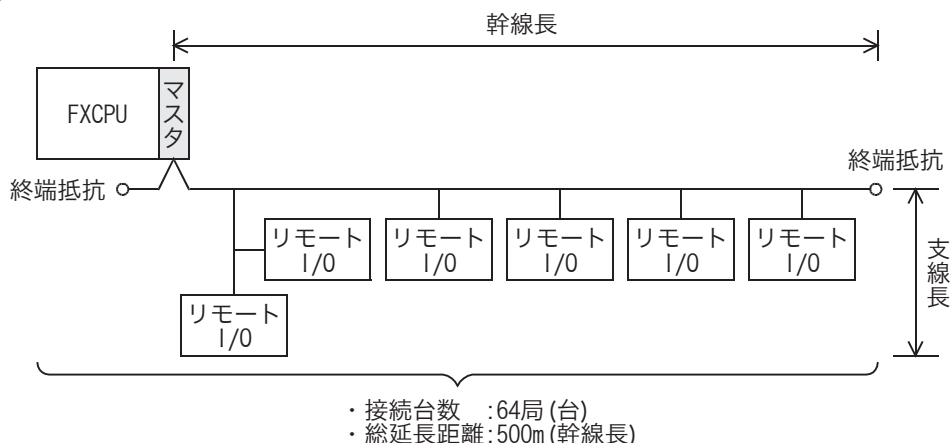 幹線長
FXCPU
マスタ
終端抵抗
終端抵抗
リモート
I/O
リモート
I/O
リモート
I/O
リモート
I/O
リモート
I/O
リモート
I/O
支線長
・接続台数　:64局(台)
・総延長距離:500m(幹線長)